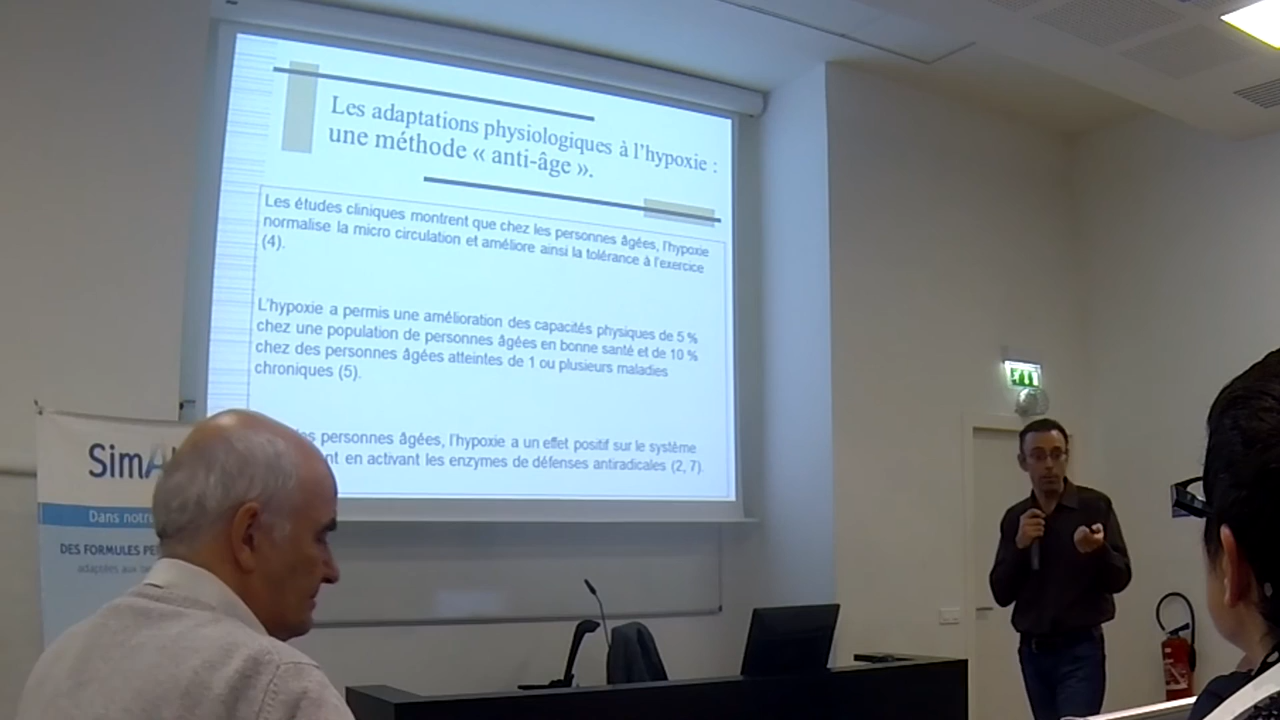 Les adaptations physiologiques à l'hypoxie :
une méthode « anti-âge ».
Les études cliniques montrent que chez les personnes âgées, l'hypoxie
normalise la micro circulation et améliore ainsi la tolérance à l'exercice
(4).
L'hypoxie a permis une amélioration des capacités physiques de 5 %
chez une population de personnes âgées en bonne santé et de 10 %
chez des personnes âgées atteintes de 1 ou plusieurs maladies
chroniques (5).
personnes âgées, l'hypoxie a un effet positif sur le système
en activant les enzymes de défenses antiradicales (2, 7).
Dans
DES FORMULES
adaptées aux